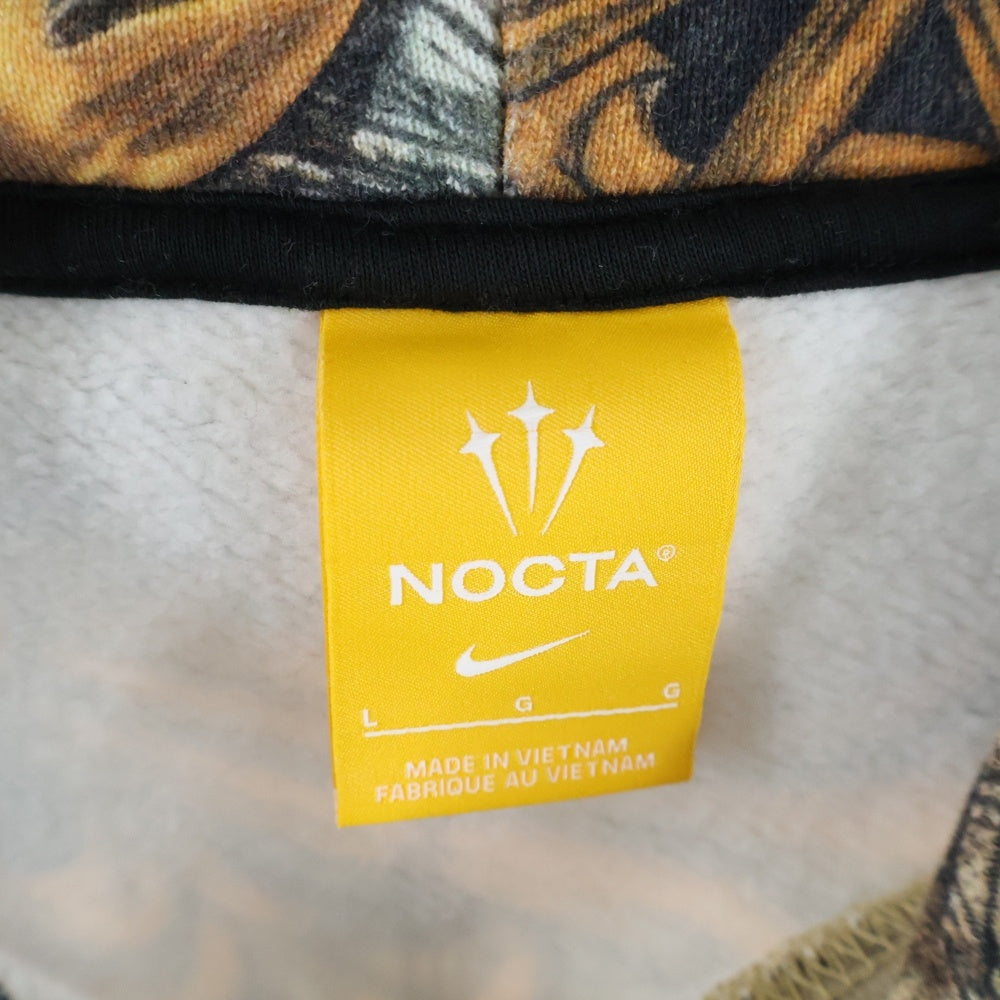 NOCTA®
L G G
MADE IN VIETNAM
FABRIQUE AU VIETNAM